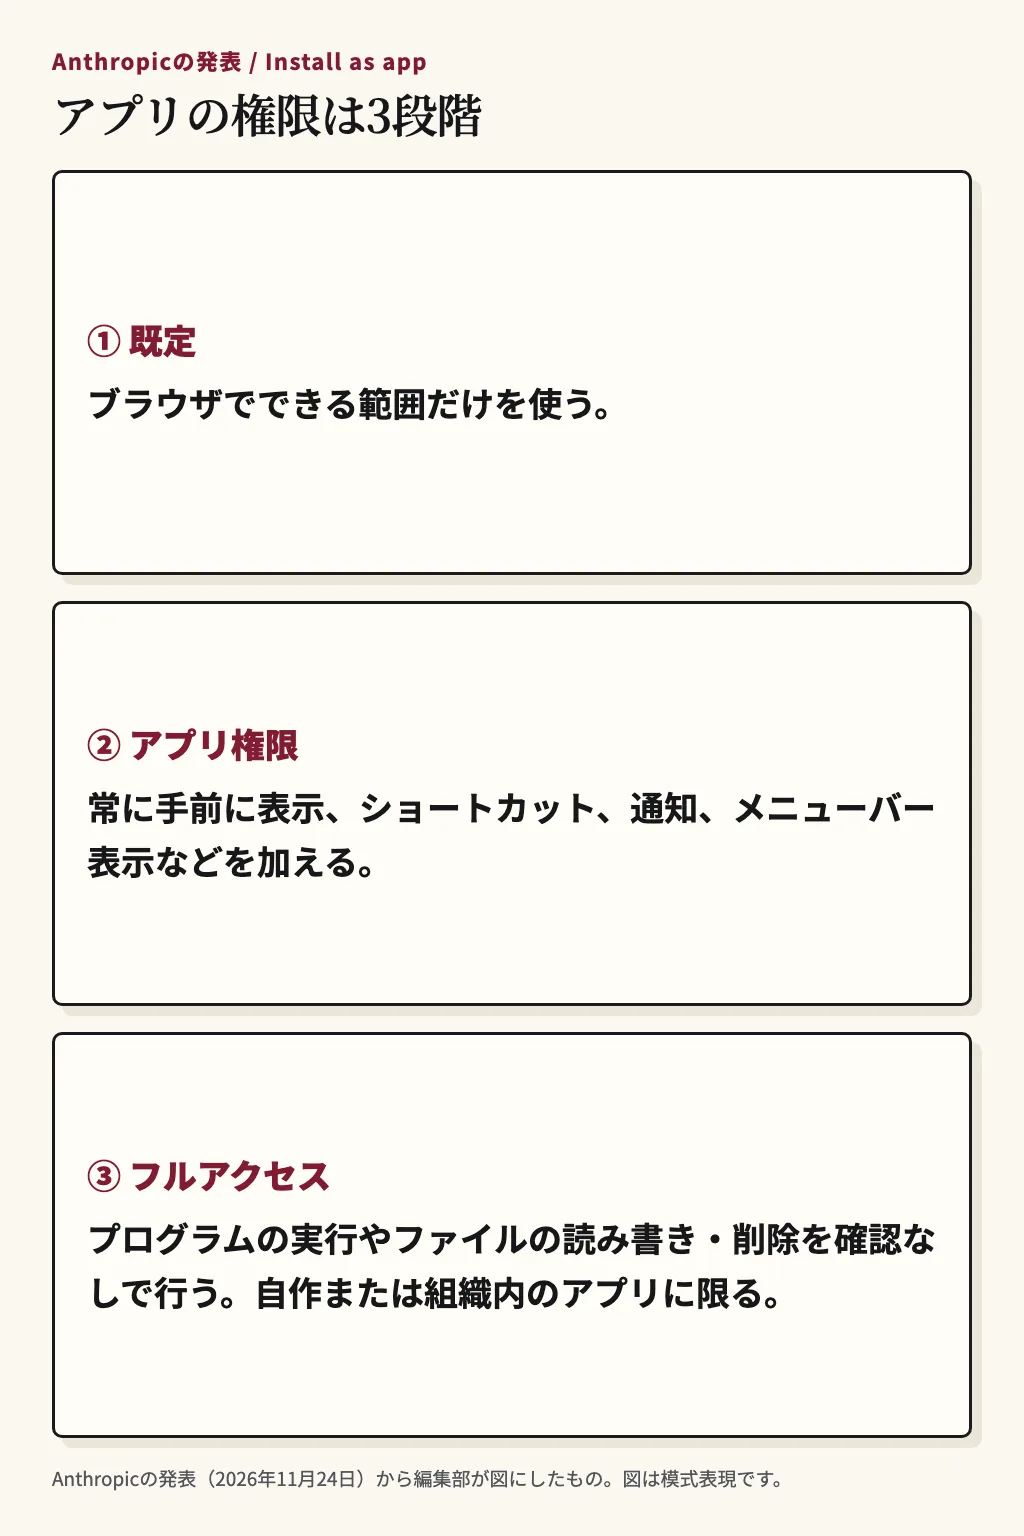 Anthropicの発表 / Install as app
アプリの権限は3段階
① 既定
ブラウザでできる範囲だけを使う。
② アプリ権限
常に手前に表示、ショートカット、通知、メニューバー
表示などを加える。
③ フルアクセス
プログラムの実行やファイルの読み書き・削除を確認な
しで行う。自作または組織内のアプリに限る。
Anthropicの発表（2026年11月24日）から編集部が図にしたもの。図は模式表現です。